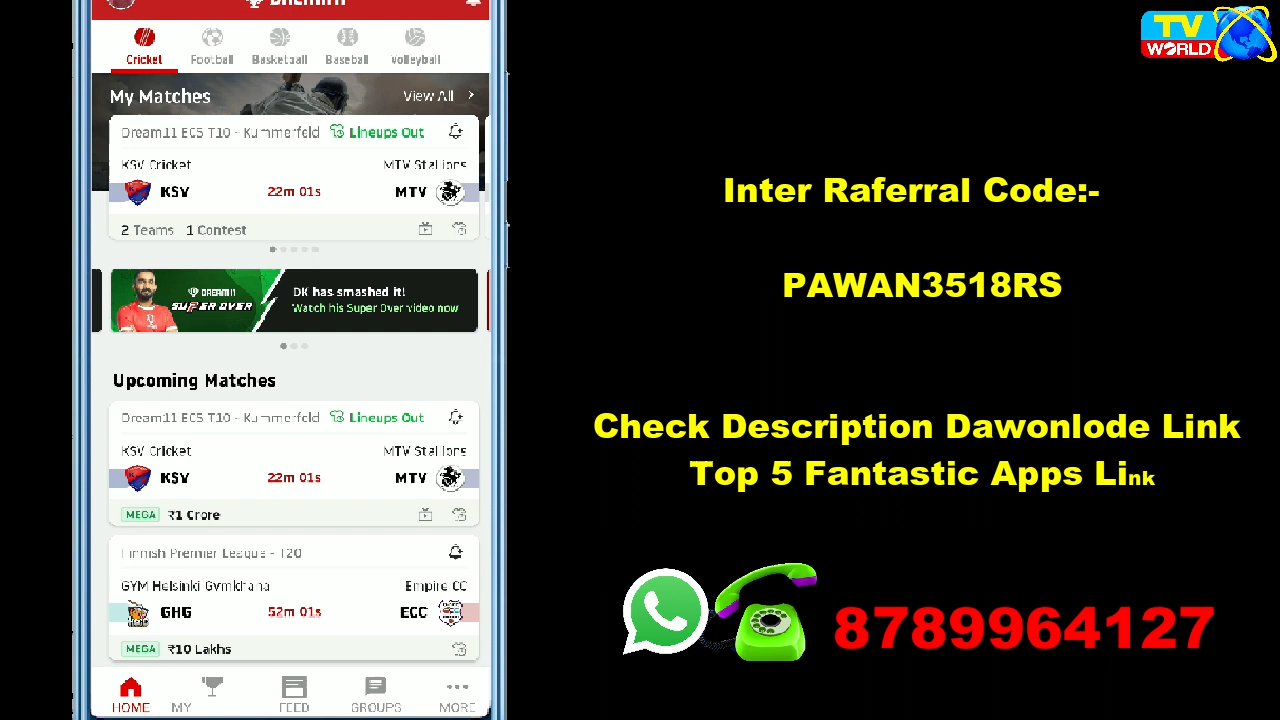 Cricket Football Basketball Baseball Volleyball
My Matches View All
Dream11 ECS T10 - Kummerfeld Lineups Out
KSV Cricket MTV Stallions
KSV 22m 01s MTV
2 Teams 1 Contest
DREAM11
SUPER OVER
DK has smashed it!
Watch his Super Over video now
Upcoming Matches
Dream11 ECS T10 - Kummerfeld Lineups Out
KSV Cricket MTV Stallions
KSV 22m 01s MTV
MEGA ₹1 Crore
Finnish Premier League - T20
GYM Helsinki Gymkhana Empire CC
GHG 52m 01s ECC
MEGA ₹10 Lakhs
HOME MY FEED GROUPS MORE
TV
WORLD
Inter Raferral Code:-
PAWAN3518RS
Check Description Dawonlode Link
Top 5 Fantastic Apps Link
8789964127